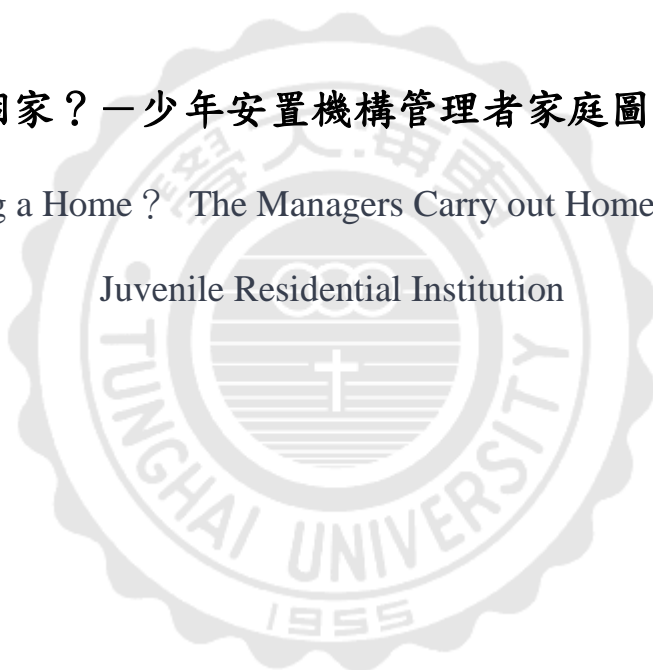 家？－少年安置機構管理者家庭圖
g a Home？ The Managers Carry out Home
Juvenile Residential Institution
TUNGHAI UNIVERSITY
1955